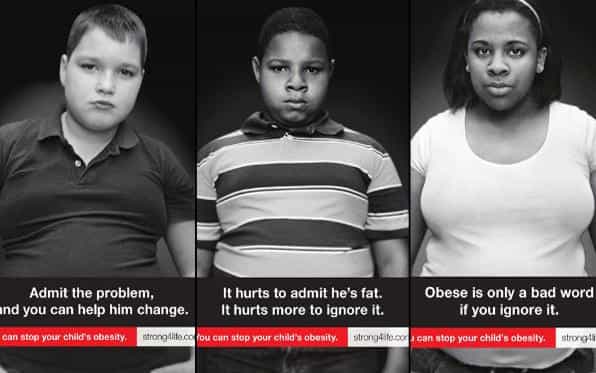 Admit the problem,
and you can help him change.
can stop your child's obesity. strong4life.co
It hurts to admit he's fat.
It hurts more to ignore it.
You can stop your child's obesity. strong4life.com
Obese is only a bad word
if you ignore it.
u can stop your child's obesity. strong4l